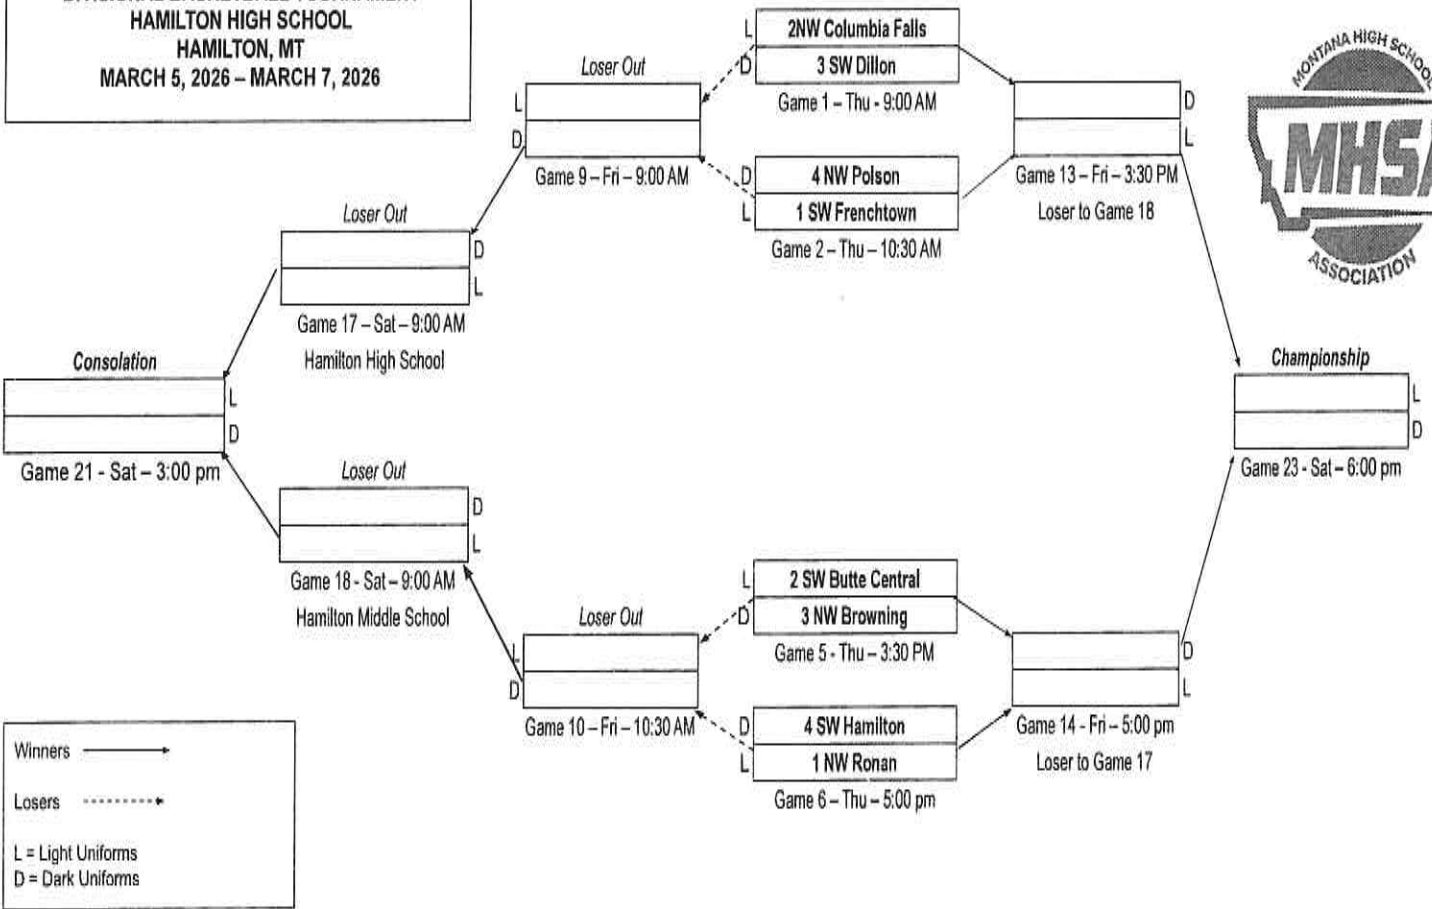 HAMILTON HIGH SCHOOL
HAMILTON, MT
MARCH 5, 2026 – MARCH 7, 2026
Loser Out
L
D
Game 9 – Fri – 9:00 AM
L
2NW Columbia Falls
D
3 SW Dillon
Game 1 – Thu - 9:00 AM
D
4 NW Polson
L
1 SW Frenchtown
Game 2 – Thu – 10:30 AM
D
L
Game 13 – Fri – 3:30 PM
Loser to Game 18
MONTANA HIGH SCHOOL
MHSA
ASSOCIATION
Loser Out
D
L
Game 17 – Sat – 9:00 AM
Hamilton High School
Consolation
L
D
Game 21 - Sat – 3:00 pm
Championship
L
D
Game 23 - Sat – 6:00 pm
Loser Out
D
L
Game 18 - Sat – 9:00 AM
Hamilton Middle School
Loser Out
L
D
Game 10 – Fri – 10:30 AM
L
2 SW Butte Central
D
3 NW Browning
Game 5 - Thu – 3:30 PM
D
4 SW Hamilton
L
1 NW Ronan
Game 6 – Thu – 5:00 pm
D
L
Game 14 - Fri – 5:00 pm
Loser to Game 17
Winners
Losers
L = Light Uniforms
D = Dark Uniforms